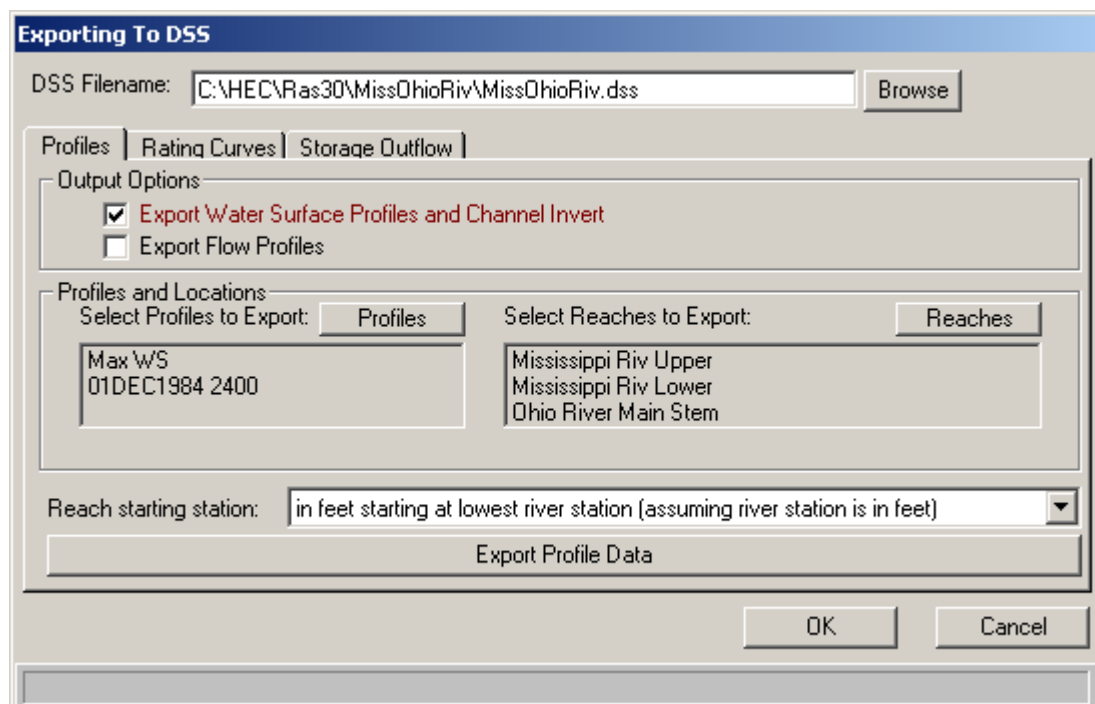 Exporting To DSS
DSS Filename: C:\HEC\Ras30\MissOhioRiv\MissOhioRiv.dss Browse
Profiles Rating Curves Storage Outflow
Output Options
Export Water Surface Profiles and Channel Invert
Export Flow Profiles
Profiles and Locations
Select Profiles to Export: Profiles Select Reaches to Export: Reaches
Max WS
01DEC1984 2400
Mississippi Riv Upper
Mississippi Riv Lower
Ohio River Main Stem
Reach starting station: in feet starting at lowest river station (assuming river station is in feet)
Export Profile Data
OK Cancel